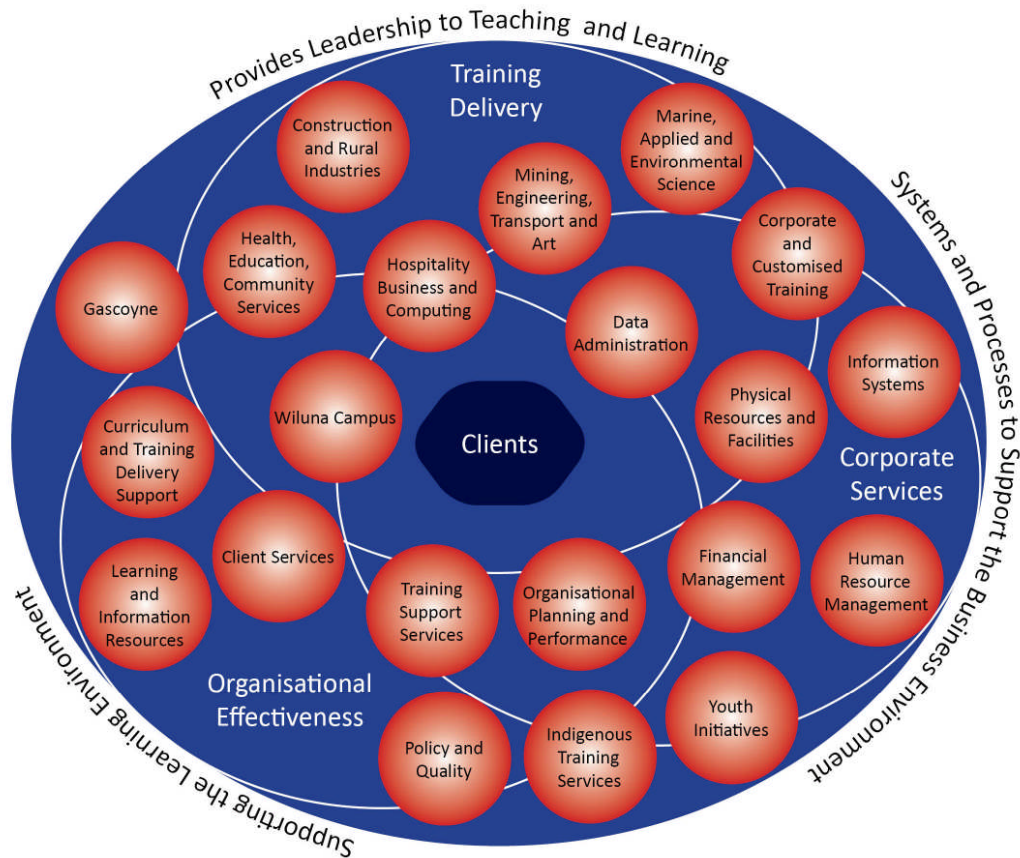 Provides Leadership to Teaching and Learning
Training
Delivery
Construction
and Rural
Industries
Marine,
Applied and
Environmental
Science
Mining,
Engineering,
Transport and
Art
Health,
Education,
Community
Services
Hospitality
Business and
Computing
Corporate
and
Customised
Training
Gascoyne
Data
Administration
Information
Systems
Wiluna Campus
Physical
Resources and
Facilities
Clients
Curriculum
and Training
Delivery
Support
Corporate
Services
Systems and Processes to Support the Business Environment
Client Services
Financial
Management
Human
Resource
Management
Learning
and
Information
Resources
Training
Support
Services
Organisational
Planning and
Performance
Organisational
Effectiveness
Youth
Initiatives
Policy and
Quality
Indigenous
Training
Services
Supporting the Learning Environment